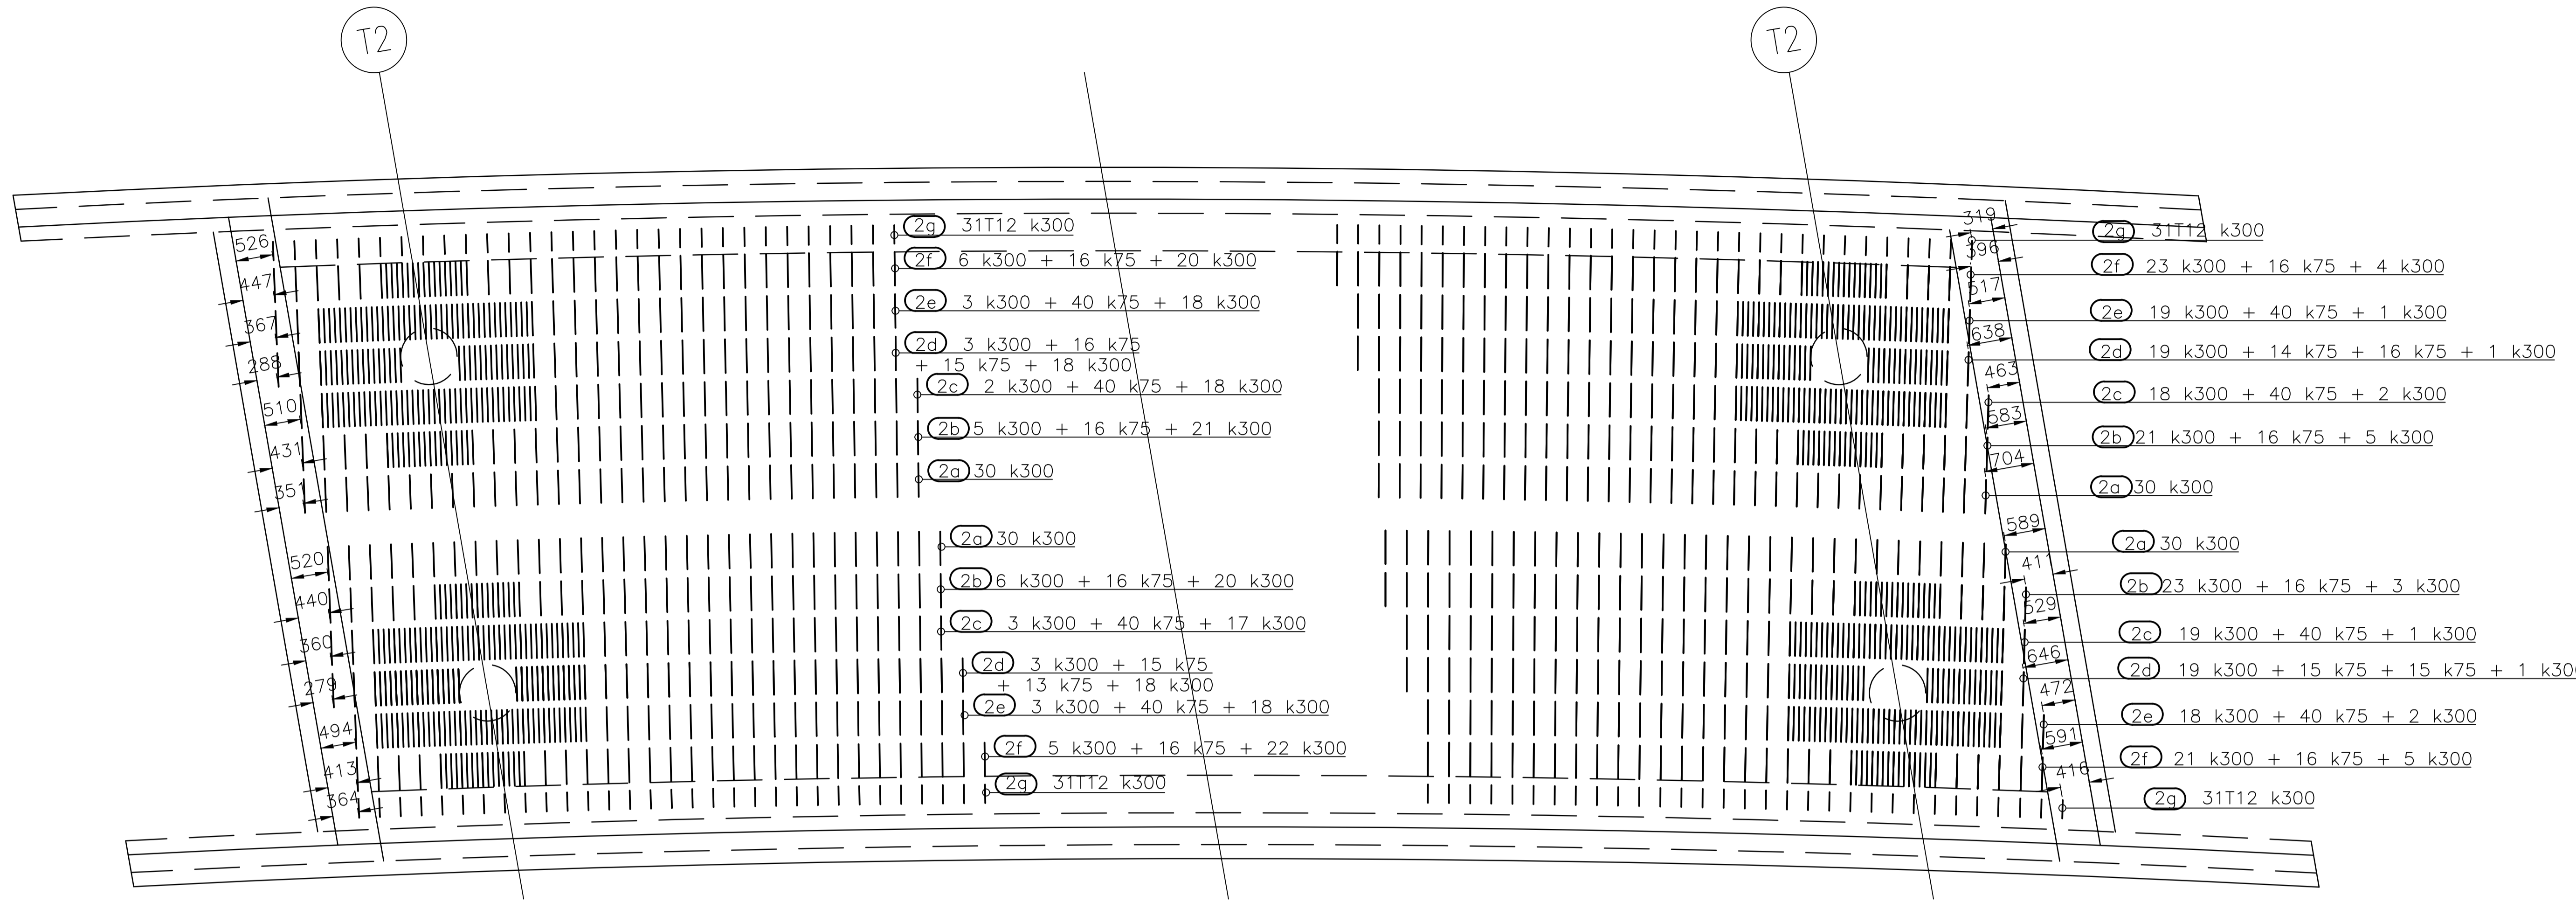 T2
T2
526
447
367
288
510
431
351
520
440
360
279
494
413
364
2g 31T12 k300
2f 6 k300 + 16 k75 + 20 k300
2e 3 k300 + 40 k75 + 18 k300
2d 3 k300 + 16 k75
+ 15 k75 + 18 k300
2c 2 k300 + 40 k75 + 18 k300
2b 5 k300 + 16 k75 + 21 k300
2a 30 k300
2a 30 k300
2b 6 k300 + 16 k75 + 20 k300
2c 3 k300 + 40 k75 + 17 k300
2d 3 k300 + 15 k75
+ 13 k75 + 18 k300
2e 3 k300 + 40 k75 + 18 k300
2f 5 k300 + 16 k75 + 22 k300
2g 31T12 k300
319
396
517
638
463
583
704
589
411
529
646
472
591
416
2g 31T12 k300
2f 23 k300 + 16 k75 + 4 k300
2e 19 k300 + 40 k75 + 1 k300
2d 19 k300 + 14 k75 + 16 k75 + 1 k300
2c 18 k300 + 40 k75 + 2 k300
2b 21 k300 + 16 k75 + 5 k300
2a 30 k300
2a 30 k300
2b 23 k300 + 16 k75 + 3 k300
2c 19 k300 + 40 k75 + 1 k300
2d 19 k300 + 15 k75 + 15 k75 + 1 k30
2e 18 k300 + 40 k75 + 2 k300
2f 21 k300 + 16 k75 + 5 k300
2g 31T12 k300